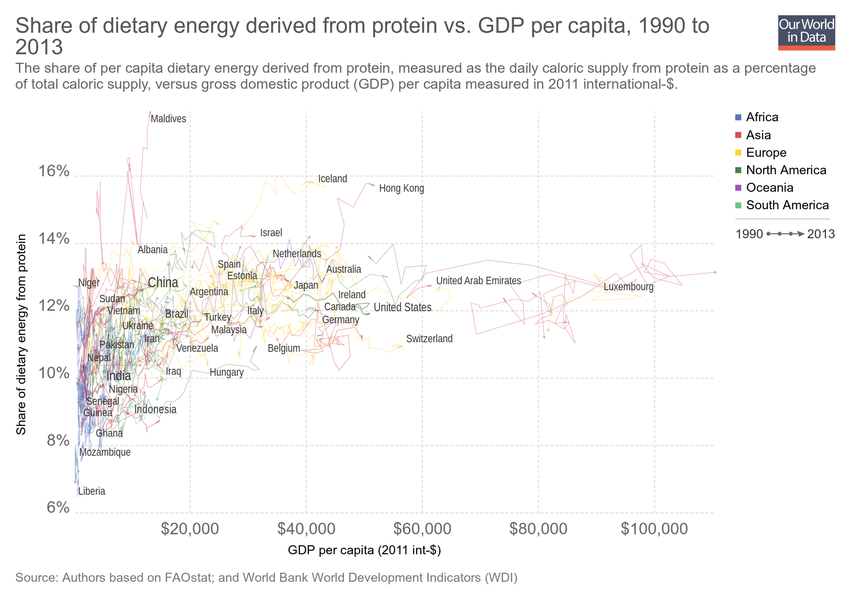 Share of dietary energy derived from protein vs. GDP per capita, 1990 to
2013
Our World
in Data
The share of per capita dietary energy derived from protein, measured as the daily caloric supply from protein as a percentage
of total caloric supply, versus gross domestic product (GDP) per capita measured in 2011 international-$.
Share of dietary energy from protein
16%
14%
12%
10%
8%
6%
Maldives
Iceland
Hong Kong
Israel
Albania
Netherlands
Spain
Australia
Estonia
Niger
China
United Arab Emirates
Japan
Luxembourg
Argentina
Ireland
Sudan
Canada
United States
Vietnam
Brazil
Turkey
Italy
Germany
Ukraine
Malaysia
Iran
Switzerland
Pakistan
Venezuela
Belgium
Nepal
India
Iraq
Hungary
Nigeria
Senegal
Guinea
Indonesia
Ghana
Mozambique
Liberia
$20,000
$40,000
$60,000
$80,000
$100,000
GDP per capita (2011 int-$)
Africa
Asia
Europe
North America
Oceania
South America
1990 2013
Source: Authors based on FAOstat; and World Bank World Development Indicators (WDI)